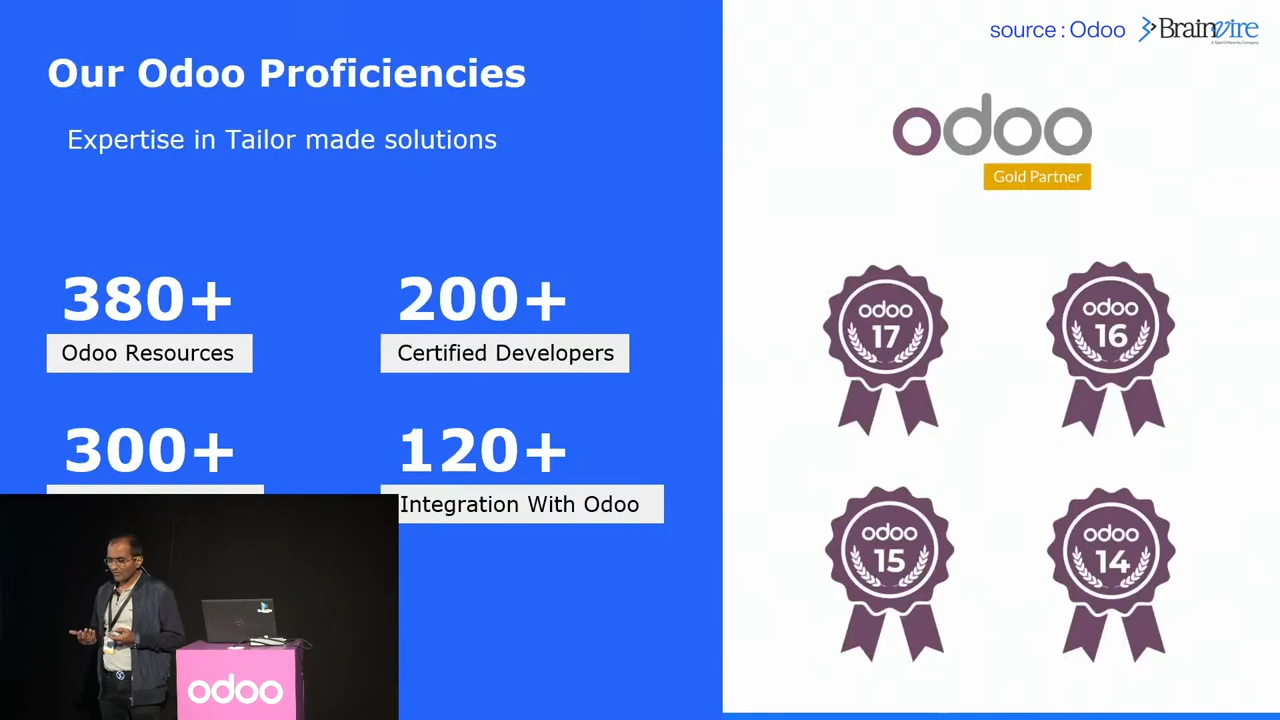 source : Odoo
Brainvire
Our Odoo Proficiencies
Expertise in Tailor made solutions
odoo
Gold Partner
380+
Odoo Resources
200+
Certified Developers
300+
120+
Integration With Odoo
odoo
17
odoo
16
odoo
15
odoo
14
odoo